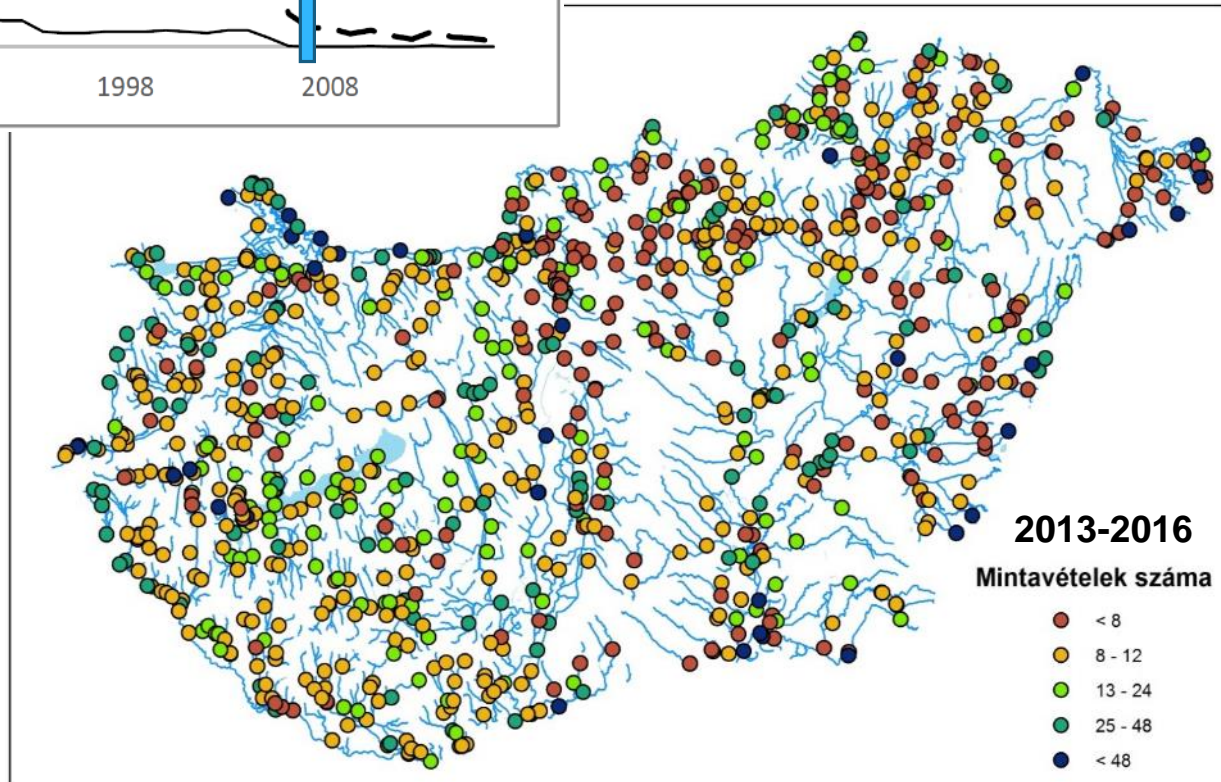 1998 2008
2013-2016
Mintavételek száma
< 8
8 - 12
13 - 24
25 - 48
< 48